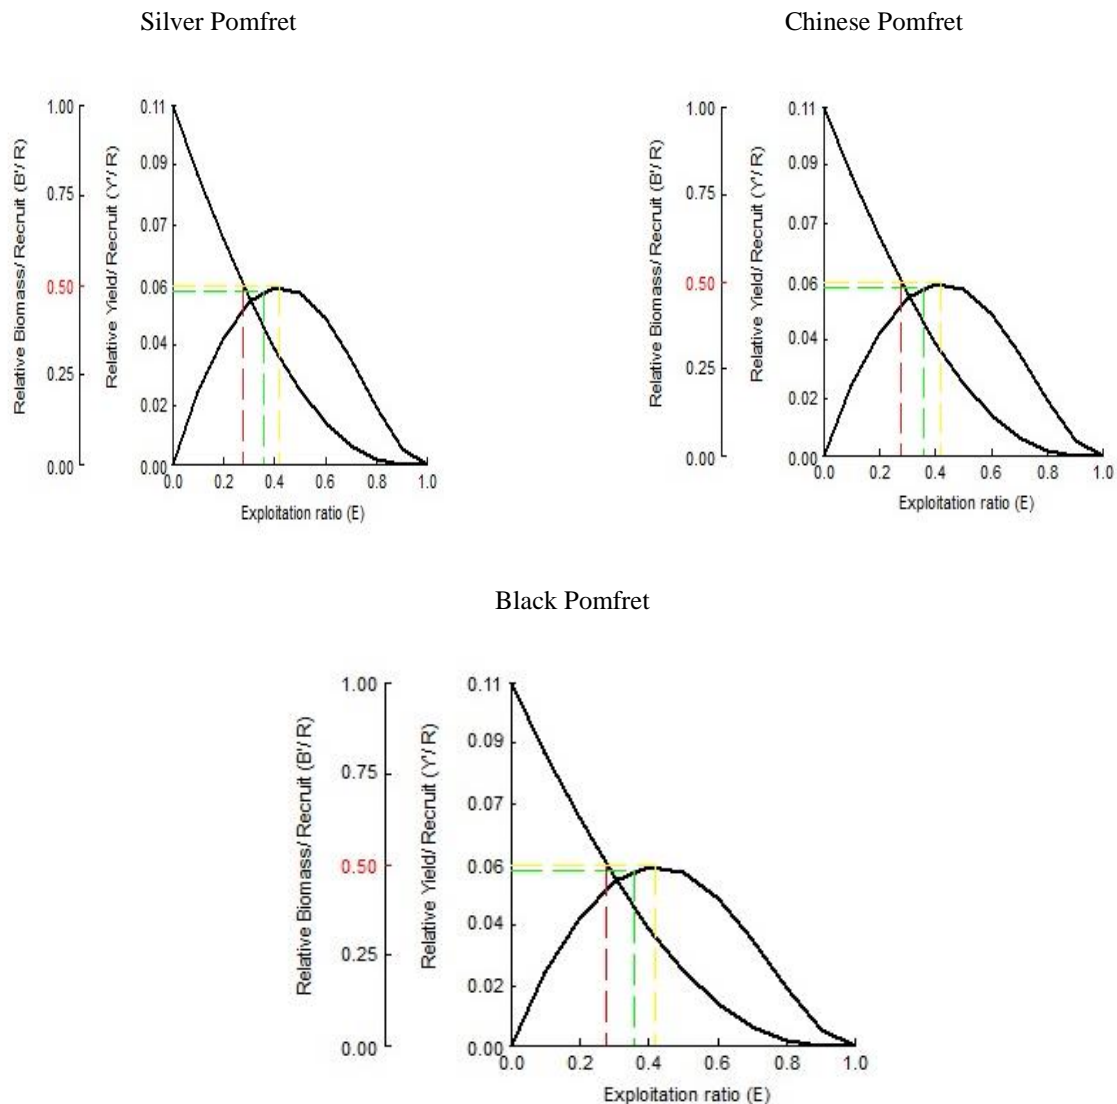 Silver Pomfret
Chinese Pomfret
Relative Biomass/ Recruit (B'/ R)
1.00
0.75
0.50
0.25
0.00
Relative Yield/ Recruit (Y'/ R)
0.11
0.09
0.07
0.06
0.04
0.02
0.00
0.0 0.2 0.4 0.6 0.8 1.0
Exploitation ratio (E)
Relative Biomass/ Recruit (B'/ R)
1.00
0.75
0.50
0.25
0.00
Relative Yield/ Recruit (Y'/ R)
0.11
0.09
0.07
0.06
0.04
0.02
0.00
0.0 0.2 0.4 0.6 0.8 1.0
Exploitation ratio (E)
Black Pomfret
Relative Biomass/ Recruit (B'/ R)
1.00
0.75
0.50
0.25
0.00
Relative Yield/ Recruit (Y'/ R)
0.11
0.09
0.07
0.06
0.04
0.02
0.00
0.0 0.2 0.4 0.6 0.8 1.0
Exploitation ratio (E)